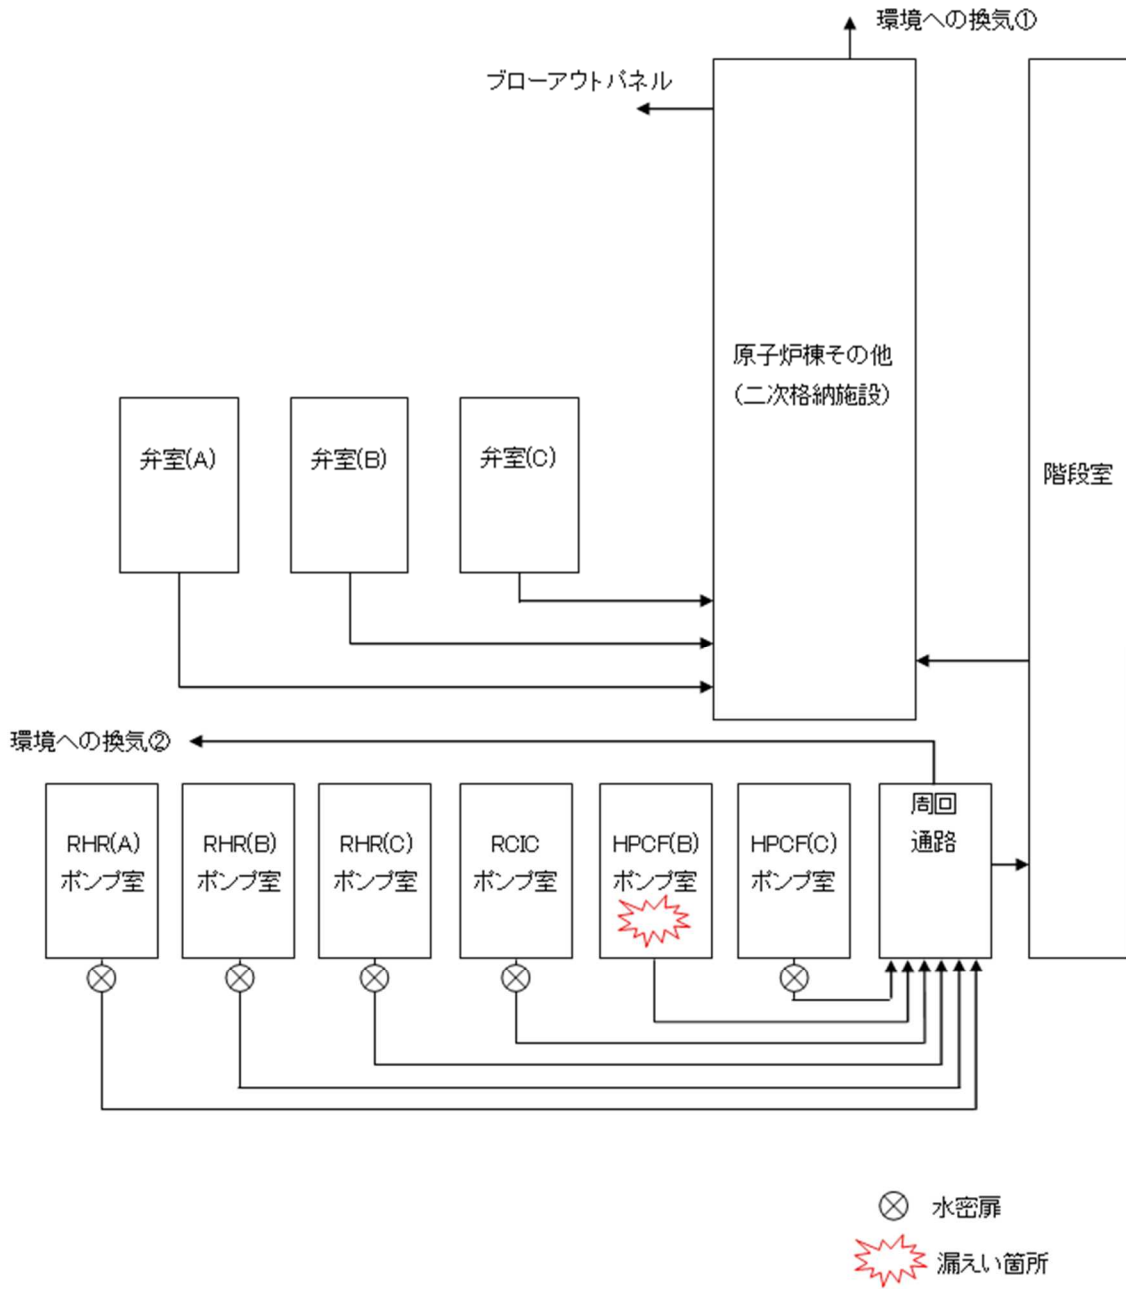 環境への換気①
ブローアウトパネル
原子炉棟その他
(二次格納施設)
弁室(A)
弁室(B)
弁室(C)
階段室
環境への換気②
RHR(A)
ポンプ室
RHR(B)
ポンプ室
RHR(C)
ポンプ室
RCIC
ポンプ室
HPCF(B)
ポンプ室
HPCF(C)
ポンプ室
周回
通路
水密扉
漏えい箇所